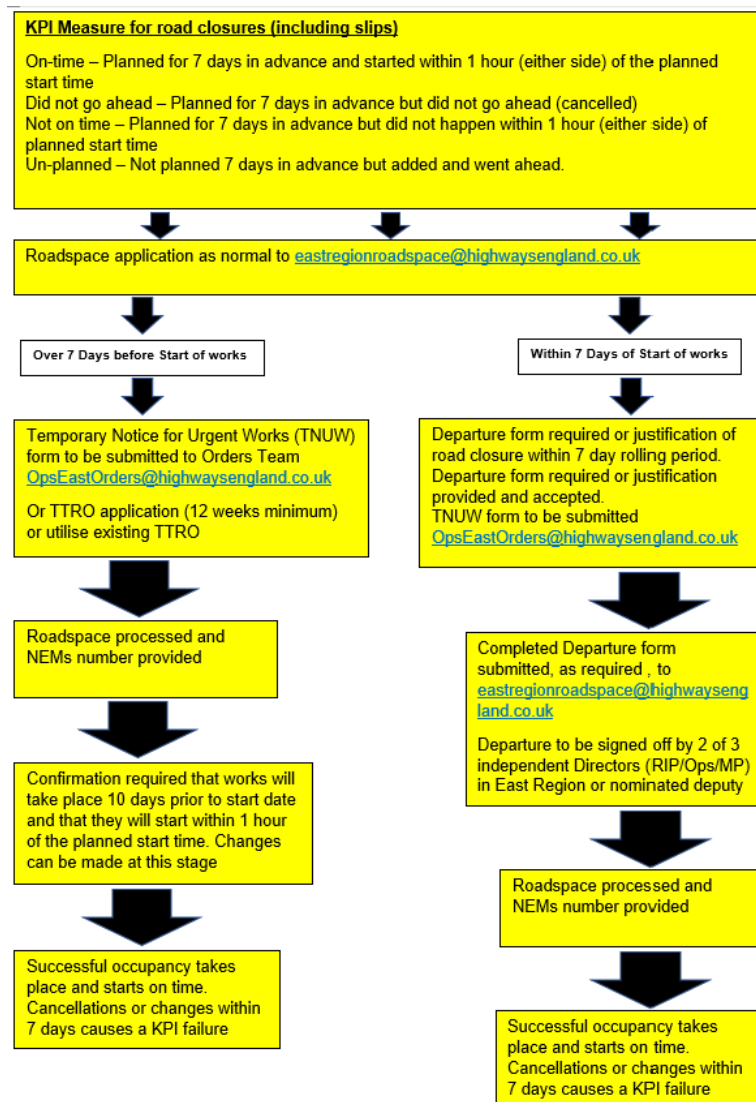 KPI Measure for road closures (including slips)
On-time – Planned for 7 days in advance and started within 1 hour (either side) of the planned
start time
Did not go ahead – Planned for 7 days in advance but did not go ahead (cancelled)
Not on time – Planned for 7 days in advance but did not happen within 1 hour (either side) of
planned start time
Un-planned – Not planned 7 days in advance but added and went ahead.
Roadspace application as normal to eastregionroadspace@highwaysengland.co.uk
Over 7 Days before Start of works
Temporary Notice for Urgent Works (TNUW)
form to be submitted to Orders Team
OpsEastOrders@highwaysengland.co.uk
Or TTRO application (12 weeks minimum)
or utilise existing TTRO
Roadspace processed and
NEMs number provided
Confirmation required that works will
take place 10 days prior to start date
and that they will start within 1 hour
of the planned start time. Changes
can be made at this stage
Successful occupancy takes
place and starts on time.
Cancellations or changes within
7 days causes a KPI failure
Within 7 Days of Start of works
Departure form required or justification of
road closure within 7 day rolling period.
Departure form required or justification
provided and accepted.
TNUW form to be submitted
OpsEastOrders@highwaysengland.co.uk
Completed Departure form
submitted, as required , to
eastregionroadspace@highwayseng
land.co.uk
Departure to be signed off by 2 of 3
independent Directors (RIP/Ops/MP)
in East Region or nominated deputy
Roadspace processed and
NEMs number provided
Successful occupancy takes
place and starts on time.
Cancellations or changes within
7 days causes a KPI failure